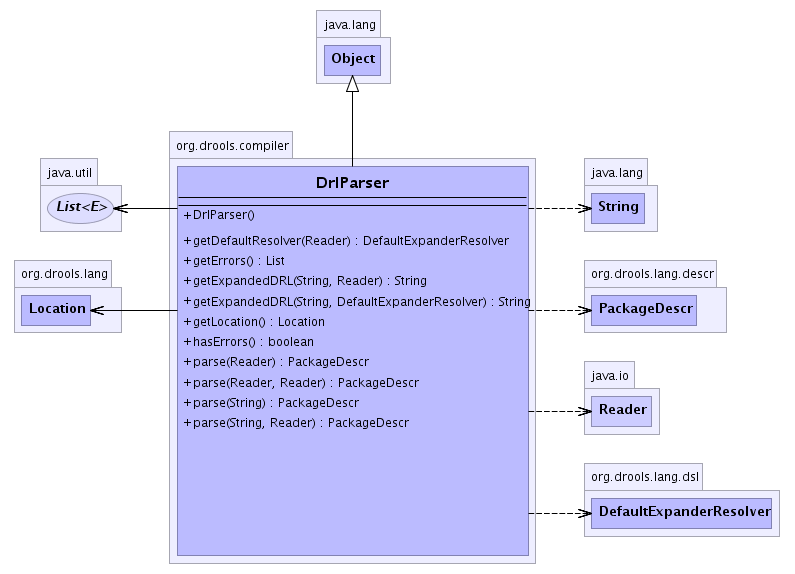 java.lang
Object
org.drools.compiler
DrlParser
+DrlParser()
+getDefaultResolver(Reader) : DefaultExpanderResolver
+getErrors() : List
+getExpandedDRL(String, Reader) : String
+getExpandedDRL(String, DefaultExpanderResolver) : String
+getLocation() : Location
+hasErrors() : boolean
+parse(Reader) : PackageDescr
+parse(Reader, Reader) : PackageDescr
+parse(String) : PackageDescr
+parse(String, Reader) : PackageDescr
java.util
List<E>
org.drools.lang
Location
java.lang
String
org.drools.lang.descr
PackageDescr
java.io
Reader
org.drools.lang.dsl
DefaultExpanderResolver